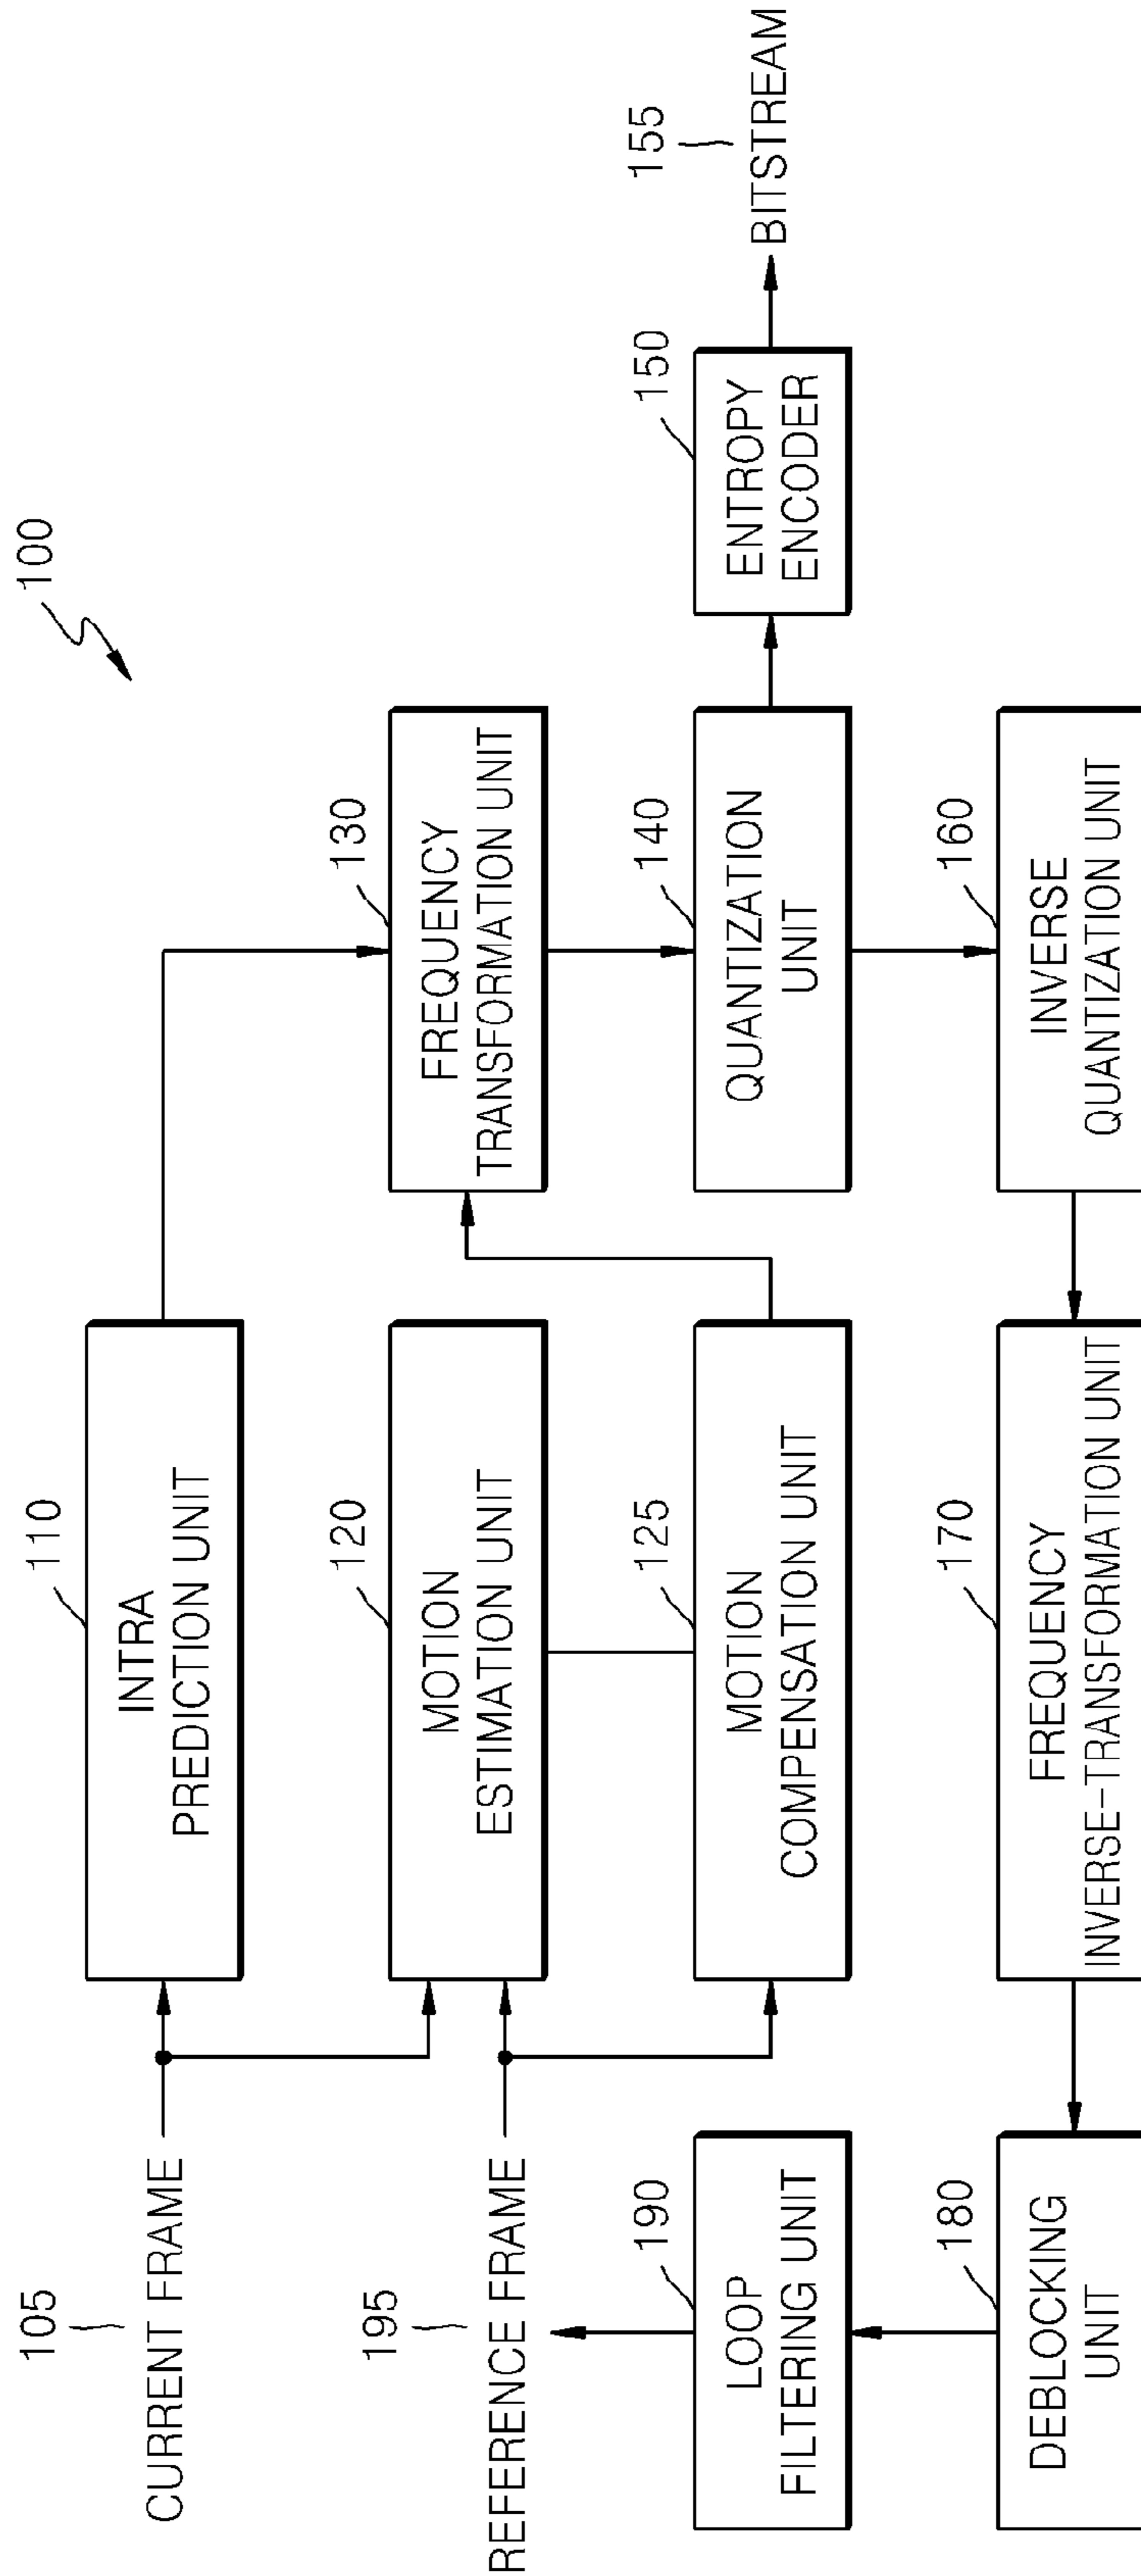 100
105
CURRENT FRAME
110
INTRA
PREDICTION UNIT
130
FREQUENCY
TRANSFORMATION UNIT
195
REFERENCE FRAME
120
MOTION
ESTIMATION UNIT
190
LOOP
FILTERING UNIT
125
MOTION
COMPENSATION UNIT
140
QUANTIZATION
UNIT
150
ENTROPY
ENCODER
155
BITSTREAM
180
DEBLOCKING
UNIT
170
FREQUENCY
INVERSE-TRANSFORMATION UNIT
160
INVERSE
QUANTIZATION UNIT